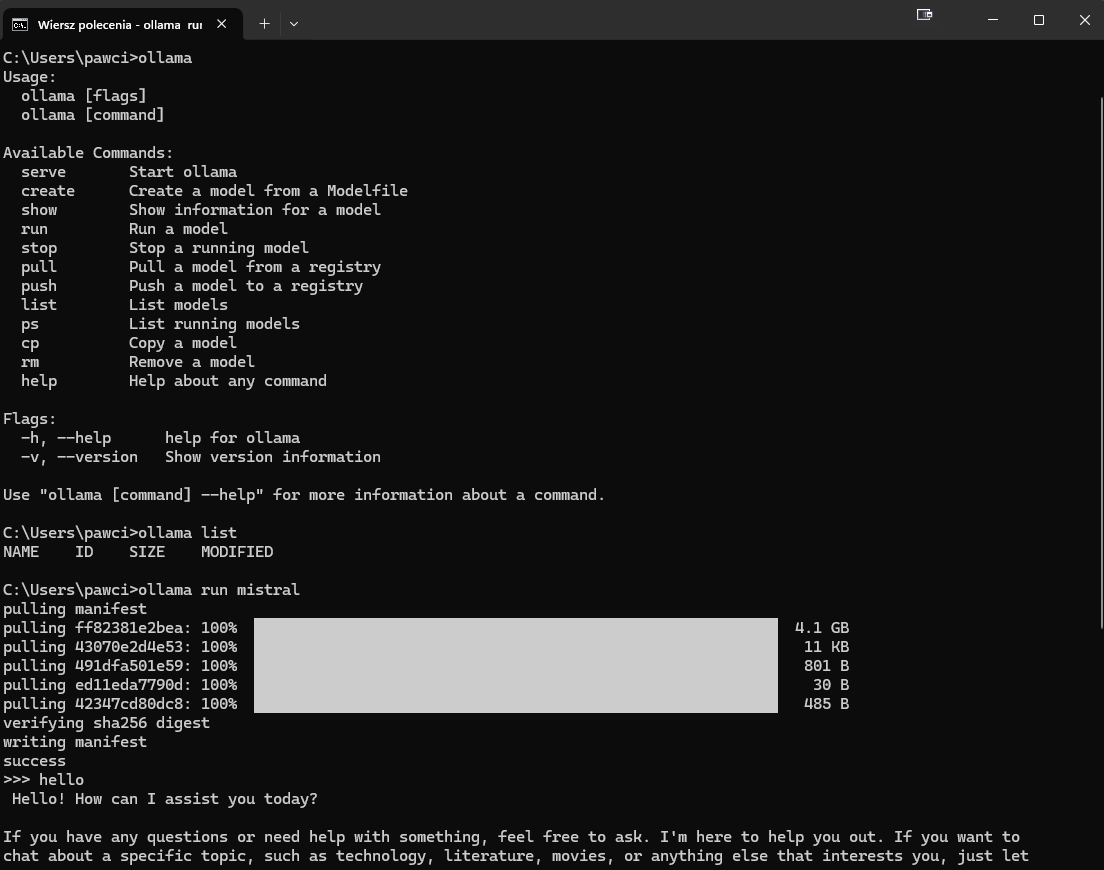 Wiersz polecenia - ollama  rur
C:\Users\pawci>ollama
Usage:
  ollama [flags]
  ollama [command]

Available Commands:
  serve       Start ollama
  create      Create a model from a Modelfile
  show        Show information for a model
  run         Run a model
  stop        Stop a running model
  pull        Pull a model from a registry
  push        Push a model to a registry
  list        List models
  ps          List running models
  cp          Copy a model
  rm          Remove a model
  help        Help about any command

Flags:
  -h, --help      help for ollama
  -v, --version   Show version information

Use "ollama [command] --help" for more information about a command.

C:\Users\pawci>ollama list
NAME    ID    SIZE    MODIFIED

C:\Users\pawci>ollama run mistral
pulling manifest
pulling ff82381e2bea: 100% 4.1 GB
pulling 43070e2d4e53: 100% 11 KB
pulling 491dfa501e59: 100% 801 B
pulling ed11eda7790d: 100% 30 B
pulling 42347cd80dc8: 100% 485 B
verifying sha256 digest
writing manifest
success
>>> hello
 Hello! How can I assist you today?

If you have any questions or need help with something, feel free to ask. I'm here to help you out. If you want to
chat about a specific topic, such as technology, literature, movies, or anything else that interests you, just let